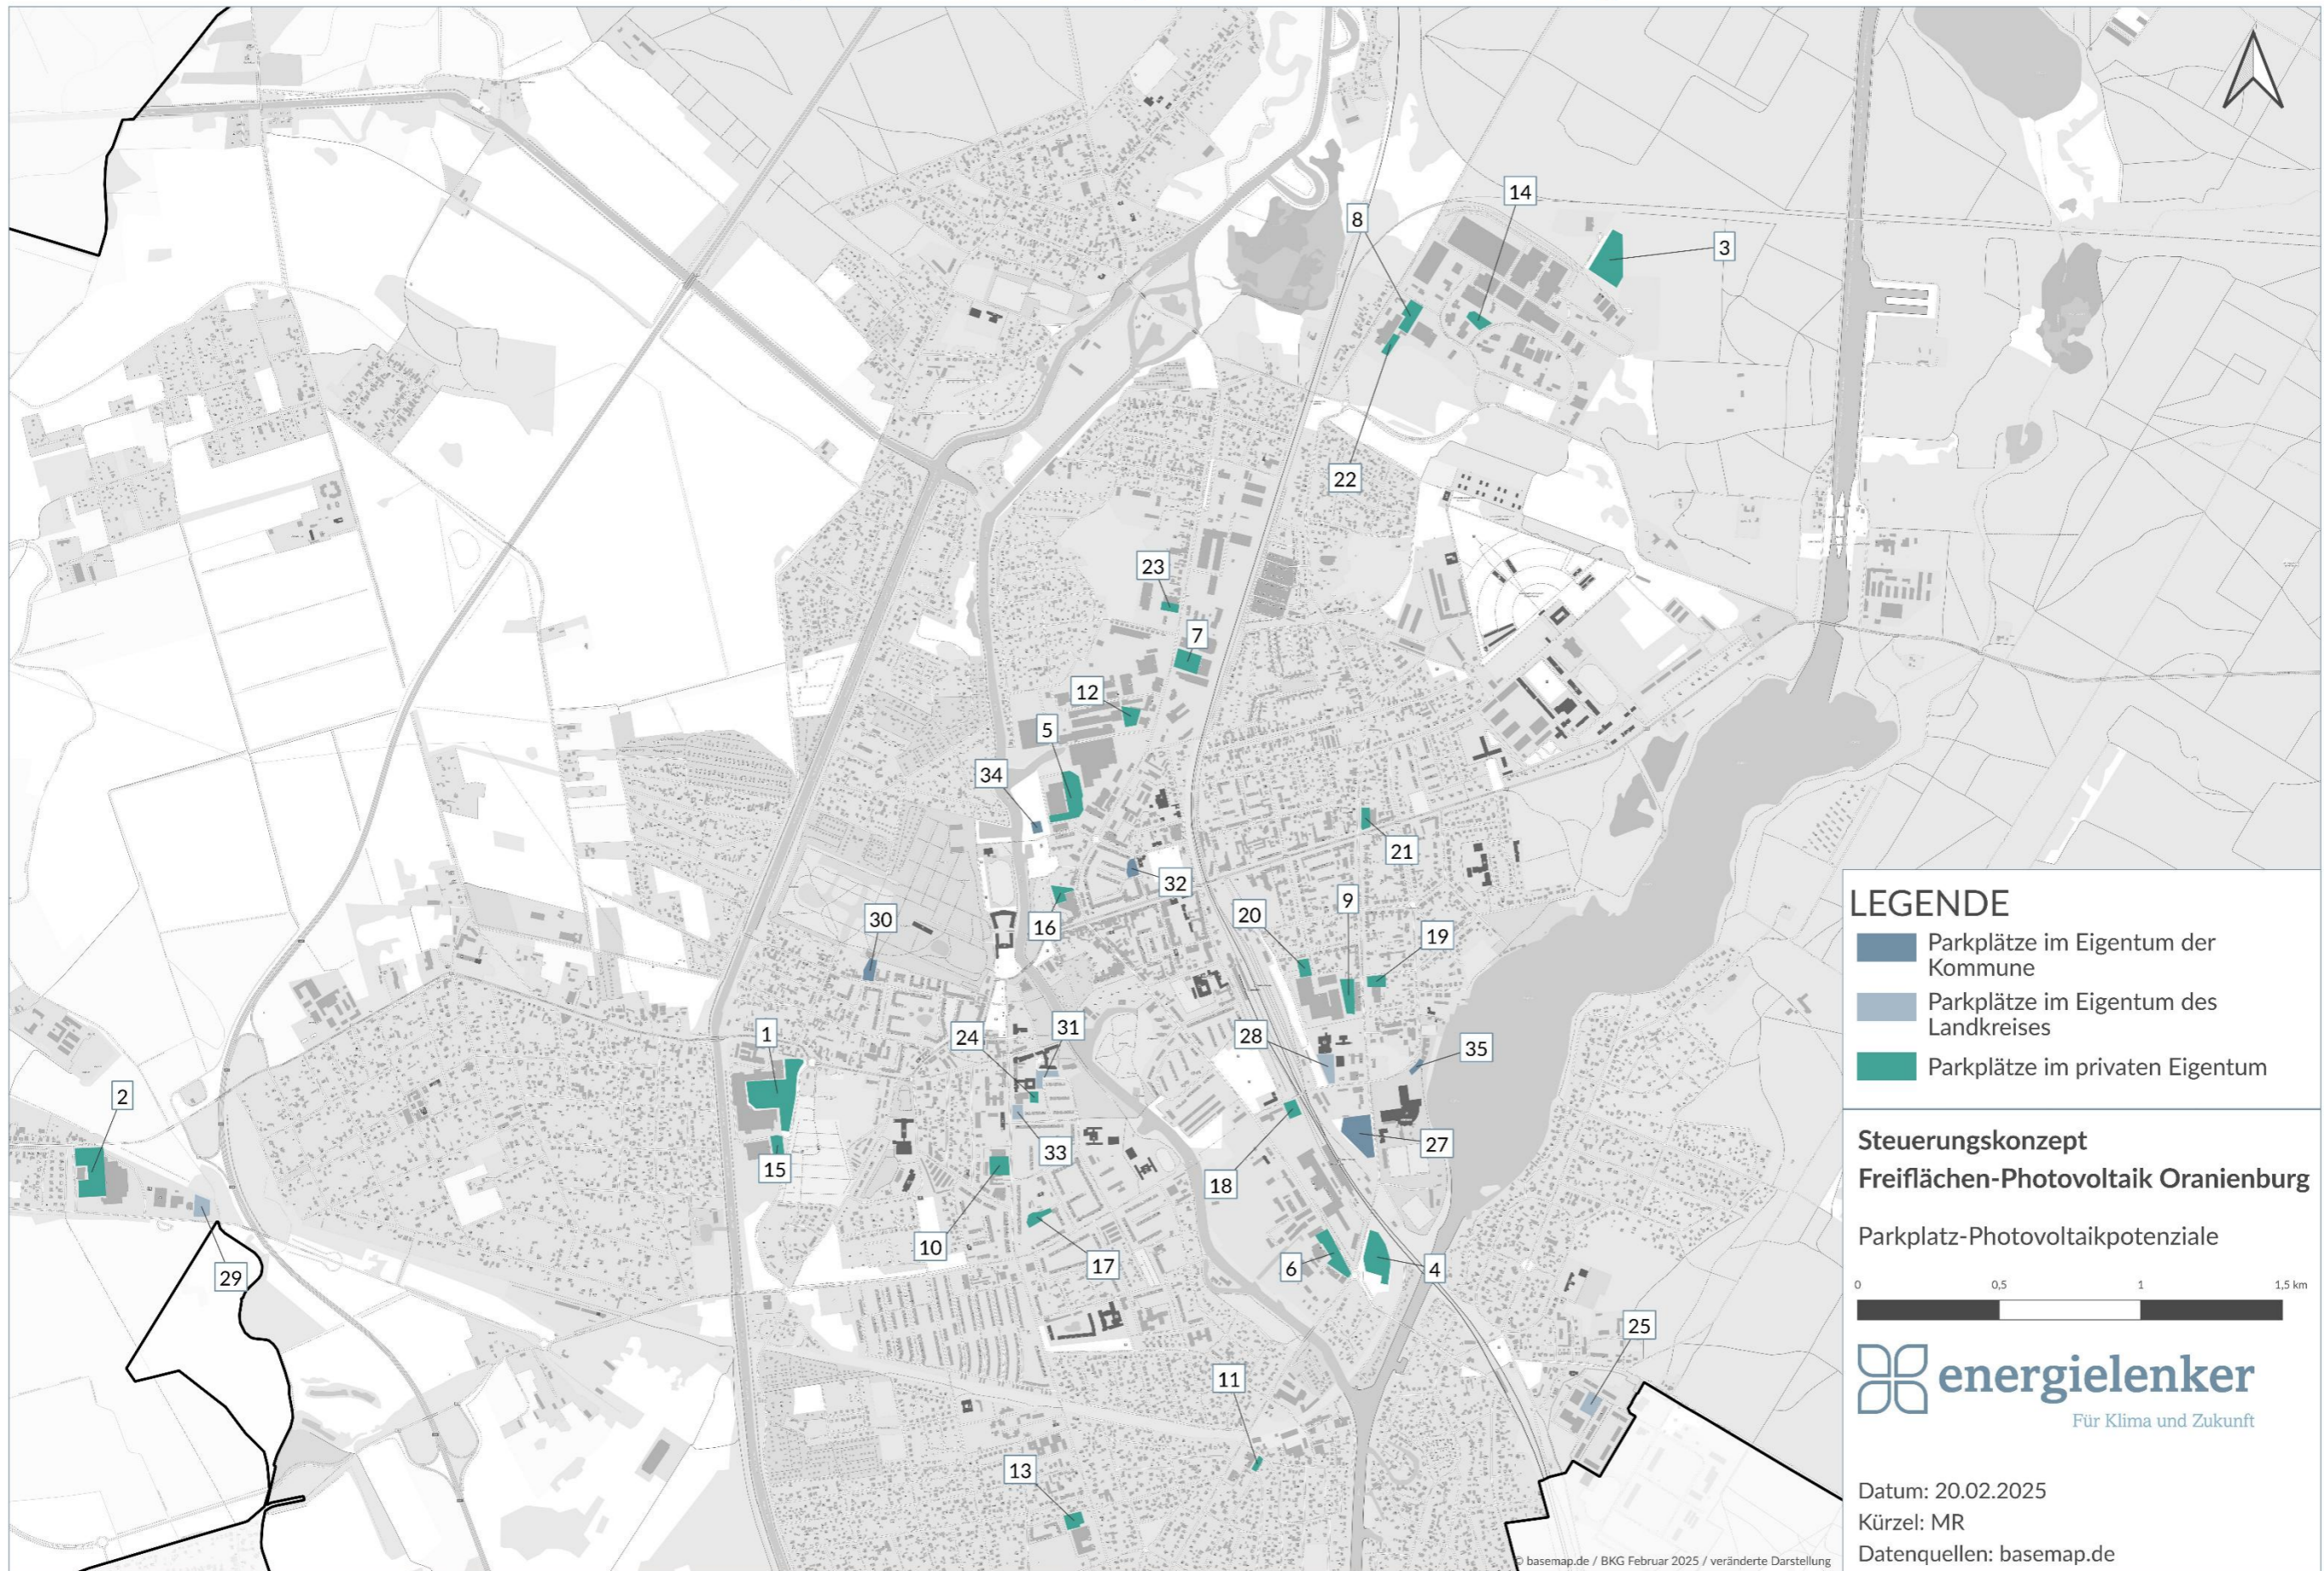 14
8
3
22
23
7
12
5
34
21
32
9
20
30
16
19
31
1
24
28
35
2
27
33
15
18
10
17
6
4
29
25
11
13
LEGENDE
Parkplätze im Eigentum der
Kommune
Parkplätze im Eigentum des
Landkreises
Parkplätze im privaten Eigentum
Steuerungskonzept
Freiflächen-Photovoltaik Oranienburg
Parkplatz-Photovoltaikpotenziale
0 0,5 1 1,5 km
energielenker
Für Klima und Zukunft
Datum: 20.02.2025
Kürzel: MR
Datenquellen: basemap.de
© basemap.de / BKG Februar 2025 / veränderte Darstellung